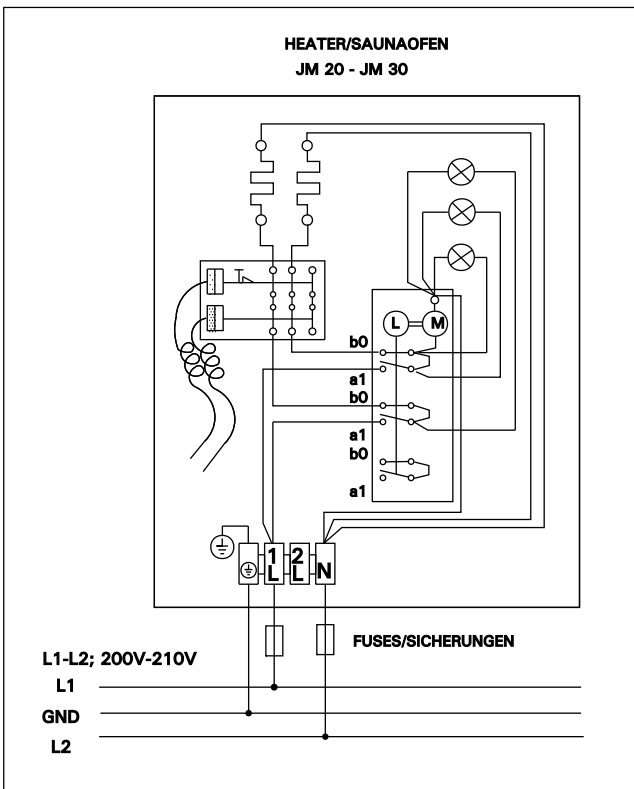 HEATER/SAUNAOFEN
JM 20 - JM 30
L M
b0
a1
b0
a1
b0
a1
1 2
L L N
FUSES/SICHERUNGEN
L1-L2; 200V-210V
L1
GND
L2